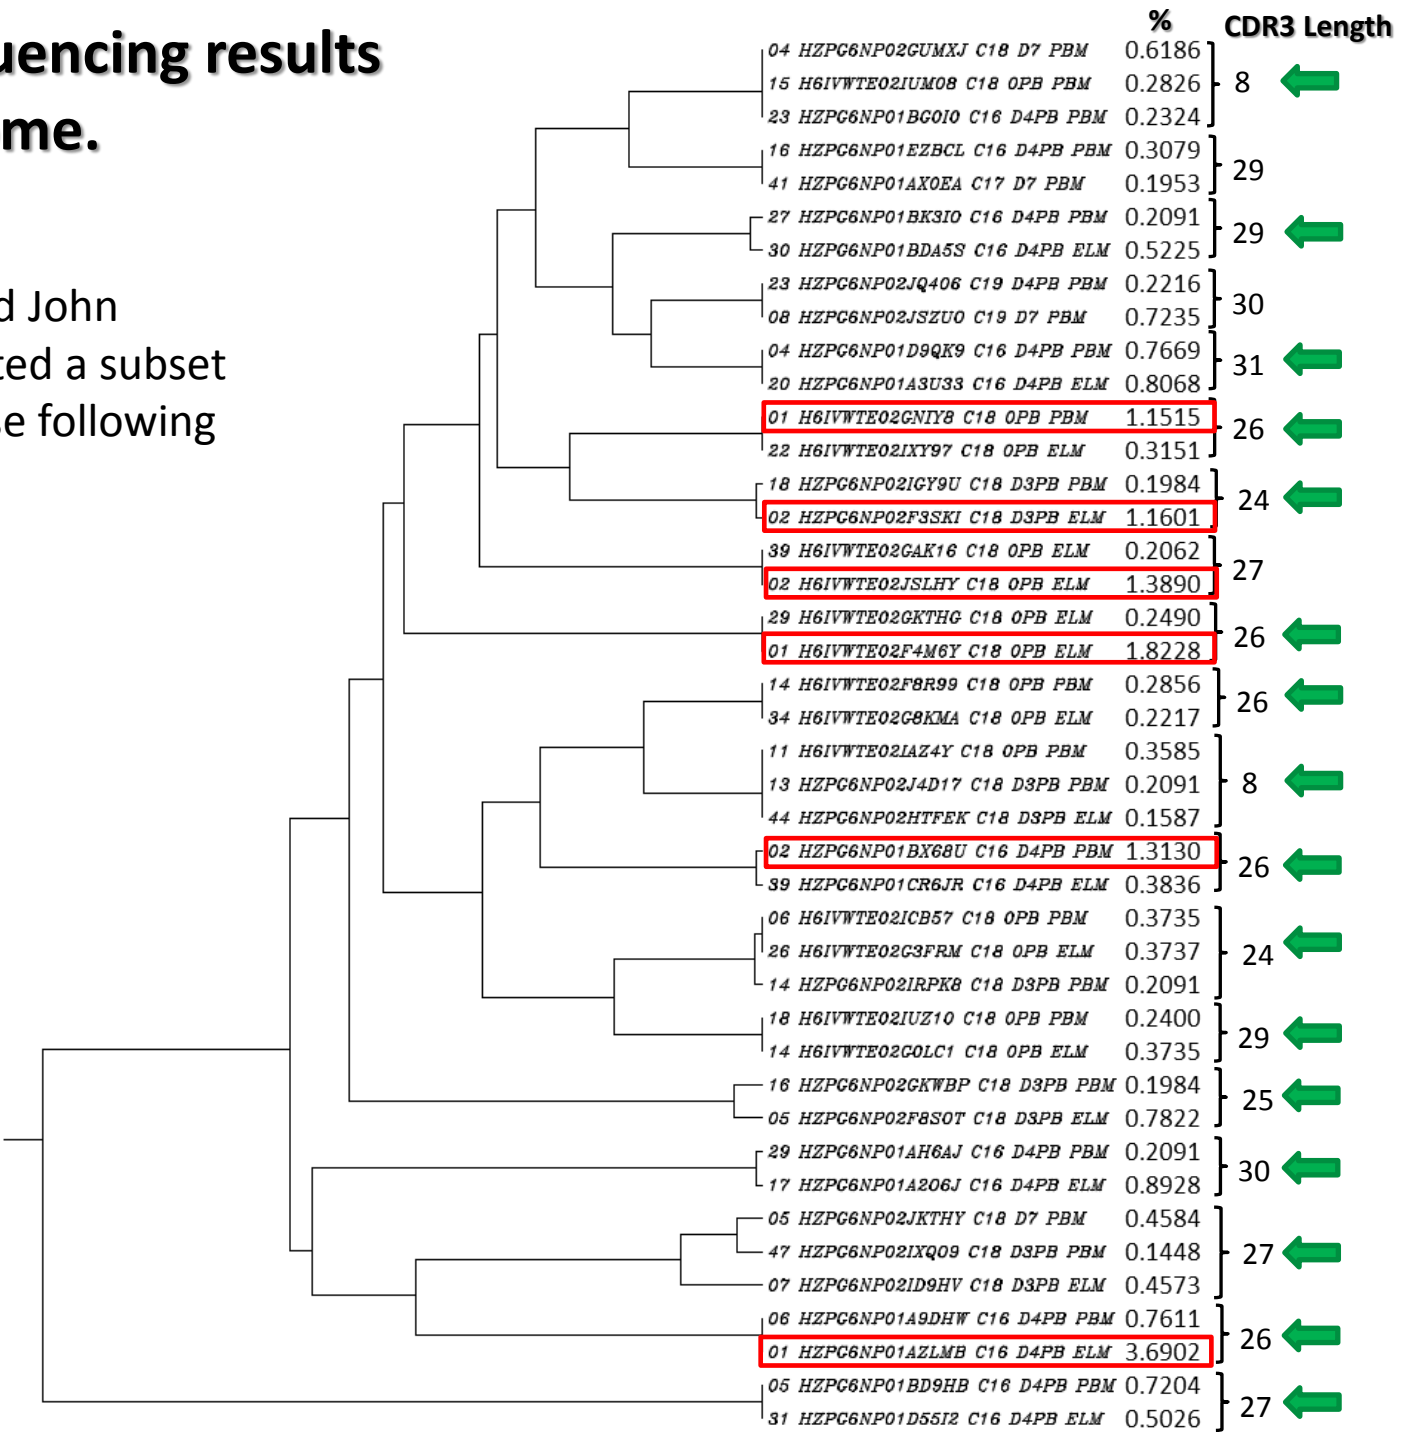 uencing results
me.
d John
ted a subset
e following
% CDR3 Length
04 HZPG6NP02GUMXJ C18 D7 PBM 0.6186
15 H6IVWTE02IUM08 C18 0PB PBM 0.2826 8
23 HZPG6NP01BG0I0 C16 D4PB PBM 0.2324
16 HZPG6NP01EZBCL C16 D4PB PBM 0.3079
29
41 HZPG6NP01AX0EA C17 D7 PBM 0.1953
27 HZPG6NP01BK3I0 C16 D4PB PBM 0.2091
29
30 HZPG6NP01BDA5S C16 D4PB ELM 0.5225
23 HZPG6NP02JQ406 C19 D4PB PBM 0.2216
30
08 HZPG6NP02JSZU0 C19 D7 PBM 0.7235
04 HZPG6NP01D9QK9 C16 D4PB PBM 0.7669
31
20 HZPG6NP01A3U33 C16 D4PB ELM 0.8068
01 H6IVWTE02GNIY8 C18 0PB PBM 1.1515
26
22 H6IVWTE02IXY97 C18 0PB ELM 0.3151
18 HZPG6NP02IGY9U C18 D3PB PBM 0.1984
24
02 HZPG6NP02F3SKI C18 D3PB ELM 1.1601
39 H6IVWTE02GAK16 C18 0PB ELM 0.2062
27
02 H6IVWTE02JSLHY C18 0PB ELM 1.3890
29 H6IVWTE02GKTHG C18 0PB ELM 0.2490
26
01 H6IVWTE02F4M6Y C18 0PB ELM 1.8228
14 H6IVWTE02F8R99 C18 0PB PBM 0.2856
26
34 H6IVWTE02G8KMA C18 0PB ELM 0.2217
11 H6IVWTE02IAZ4Y C18 0PB PBM 0.3585
13 HZPG6NP02J4D17 C18 D3PB PBM 0.2091 8
44 HZPG6NP02HTFEK C18 D3PB ELM 0.1587
02 HZPG6NP01BX68U C16 D4PB PBM 1.3130
26
39 HZPG6NP01CR6JR C16 D4PB ELM 0.3836
06 H6IVWTE02ICB57 C18 0PB PBM 0.3735
26 H6IVWTE02G3FRM C18 0PB ELM 0.3737 24
14 HZPG6NP02IRPK8 C18 D3PB PBM 0.2091
18 H6IVWTE02IUZ10 C18 0PB PBM 0.2400
29
14 H6IVWTE02G0LC1 C18 0PB ELM 0.3735
16 HZPG6NP02GKWBP C18 D3PB PBM 0.1984
25
05 HZPG6NP02F8SOT C18 D3PB ELM 0.7822
29 HZPG6NP01AH6AJ C16 D4PB PBM 0.2091
30
17 HZPG6NP01A206J C16 D4PB ELM 0.8928
05 HZPG6NP02JKTHY C18 D7 PBM 0.4584
47 HZPG6NP02IXQ09 C18 D3PB PBM 0.1448 27
07 HZPG6NP02ID9HV C18 D3PB ELM 0.4573
06 HZPG6NP01A9DHW C16 D4PB PBM 0.7611
26
01 HZPG6NP01AZLMB C16 D4PB ELM 3.6902
05 HZPG6NP01BD9HB C16 D4PB PBM 0.7204
27
31 HZPG6NP01D55I2 C16 D4PB ELM 0.5026